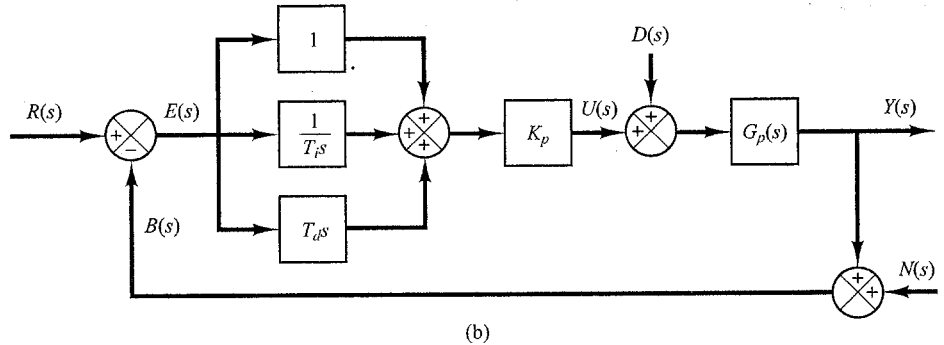 1
D(s)
R(s)
E(s)
U(s)
Y(s)
+
−
1
T_i s
+
+
+
K_p
+
+
G_p(s)
B(s)
T_d s
N(s)
+
+
(b)